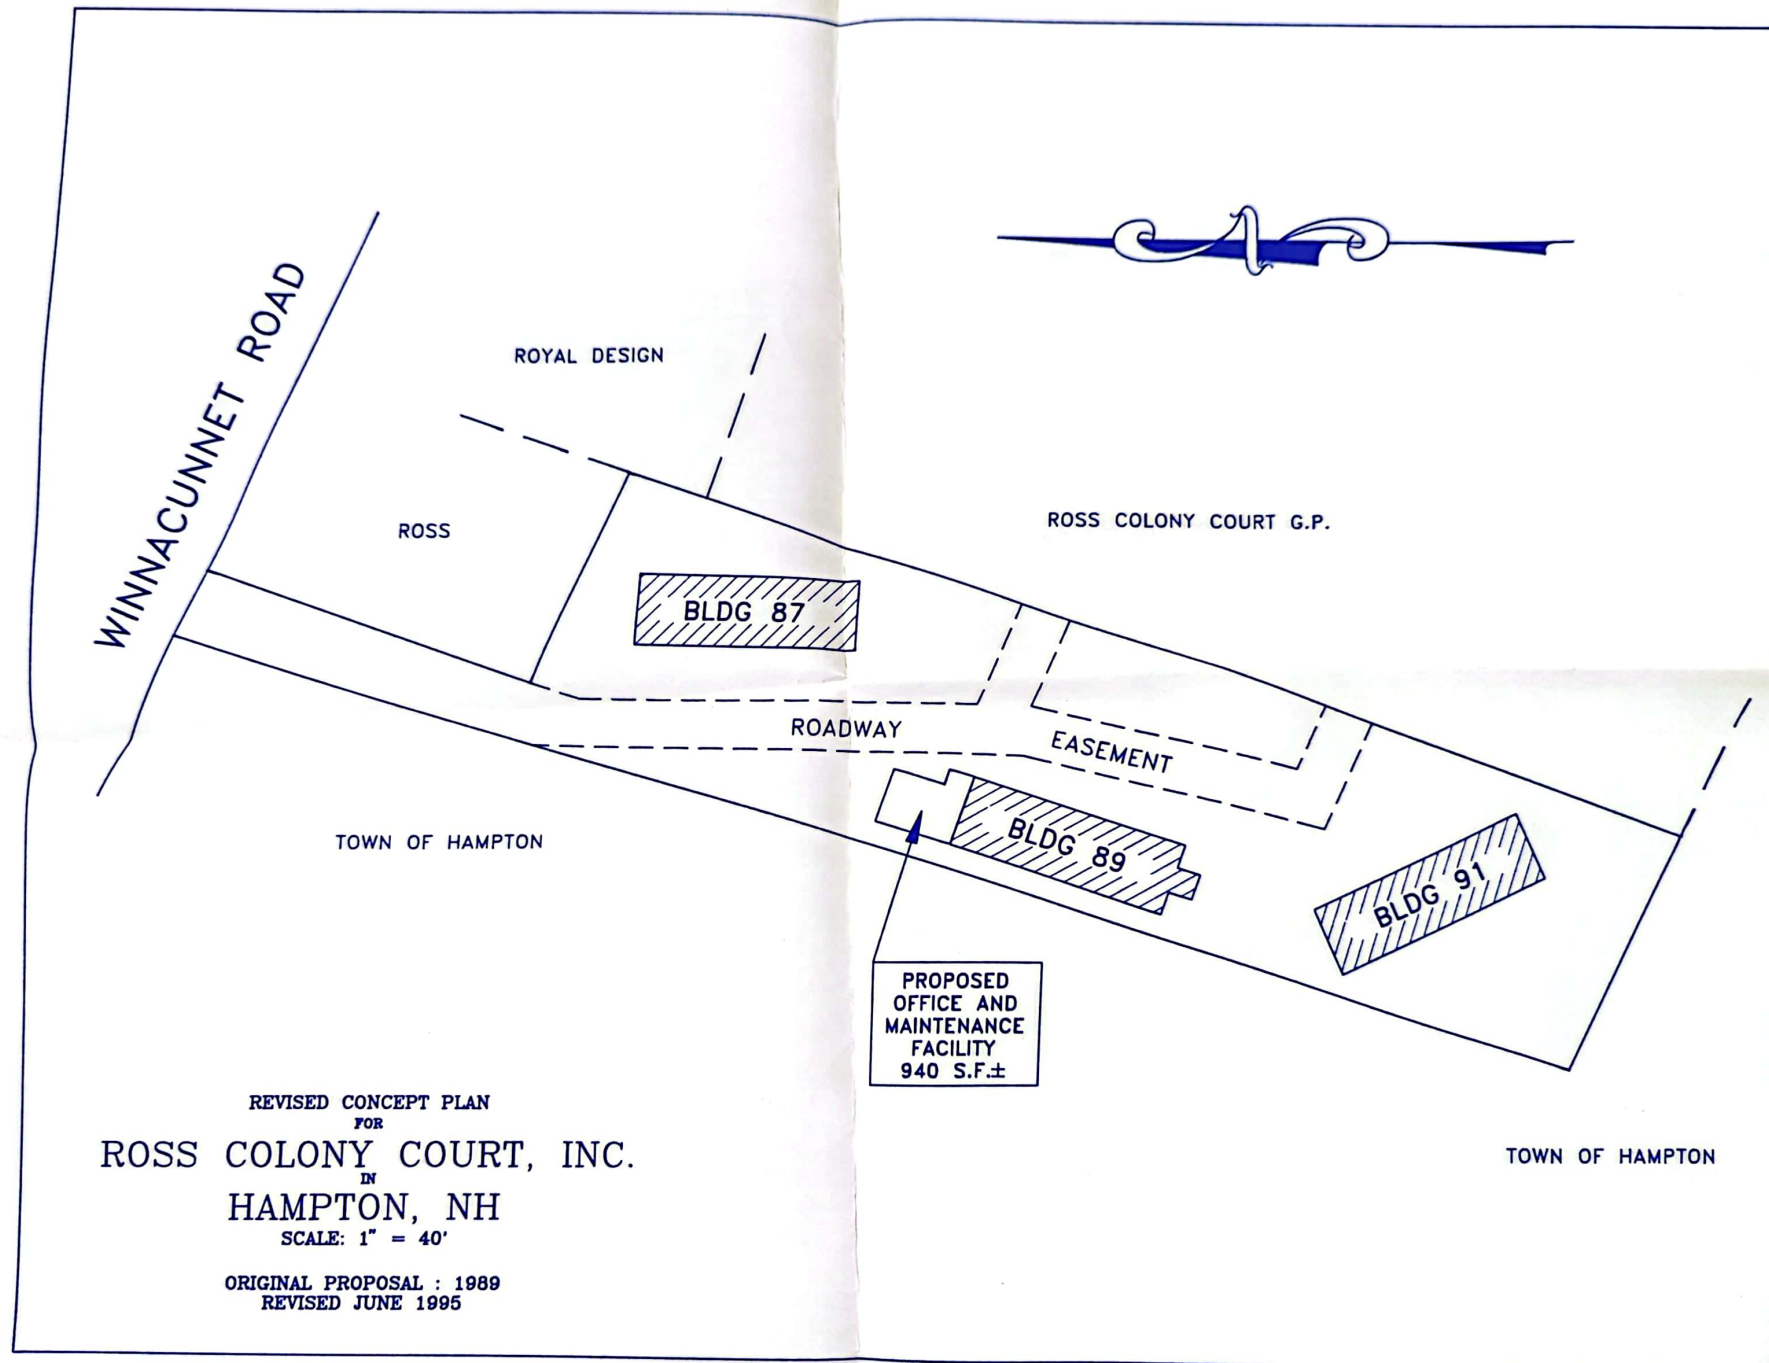 WINNACUNNET ROAD
ROYAL DESIGN
ROSS
ROSS COLONY COURT G.P.
BLDG 87
ROADWAY
EASEMENT
BLDG 89
BLDG 91
TOWN OF HAMPTON
PROPOSED
OFFICE AND
MAINTENANCE
FACILITY
940 S.F.±
TOWN OF HAMPTON
REVISED CONCEPT PLAN
FOR
ROSS COLONY COURT, INC.
IN
HAMPTON, NH
SCALE: 1" = 40'
ORIGINAL PROPOSAL : 1989
REVISED JUNE 1995
N